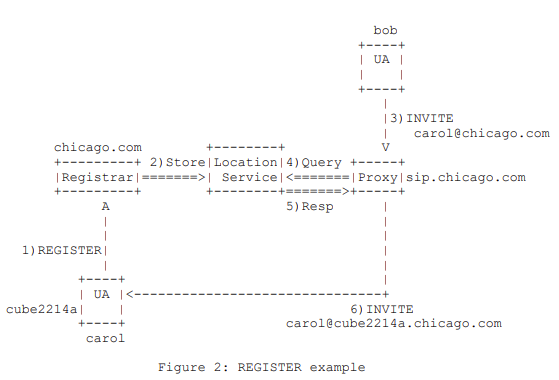 bob
UA
3)INVITE
carol@chicago.com
chicago.com
2)Store Location 4)Query
Registrar Service Proxy sip.chicago.com
5)Resp
1)REGISTER
UA
cube2214a
6)INVITE
carol@cube2214a.chicago.com
carol
Figure 2: REGISTER example